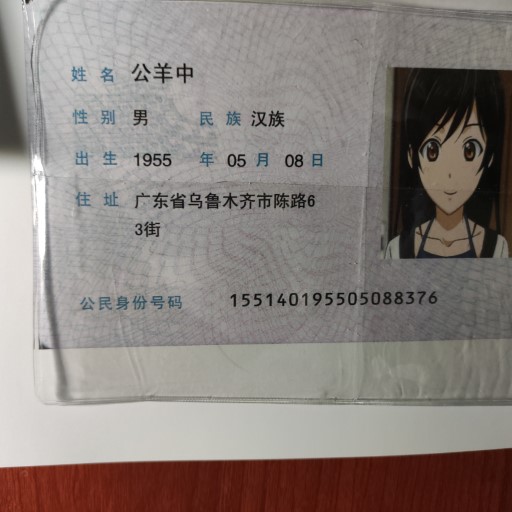 姓名 公羊中
性别 男 民族 汉族
出生 1955 年 05 月 08 日
住址 广东省乌鲁木齐市陈路6
3街
公民身份号码 155140195505088376